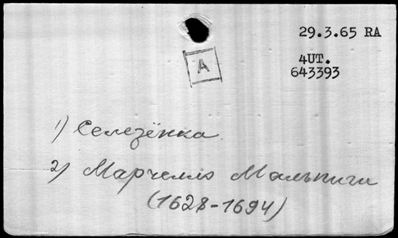 29.3.65 RA
4UT.
643393
A
1) Селезёнка.
2) Марчелло Мальпиги
(1628-1694)